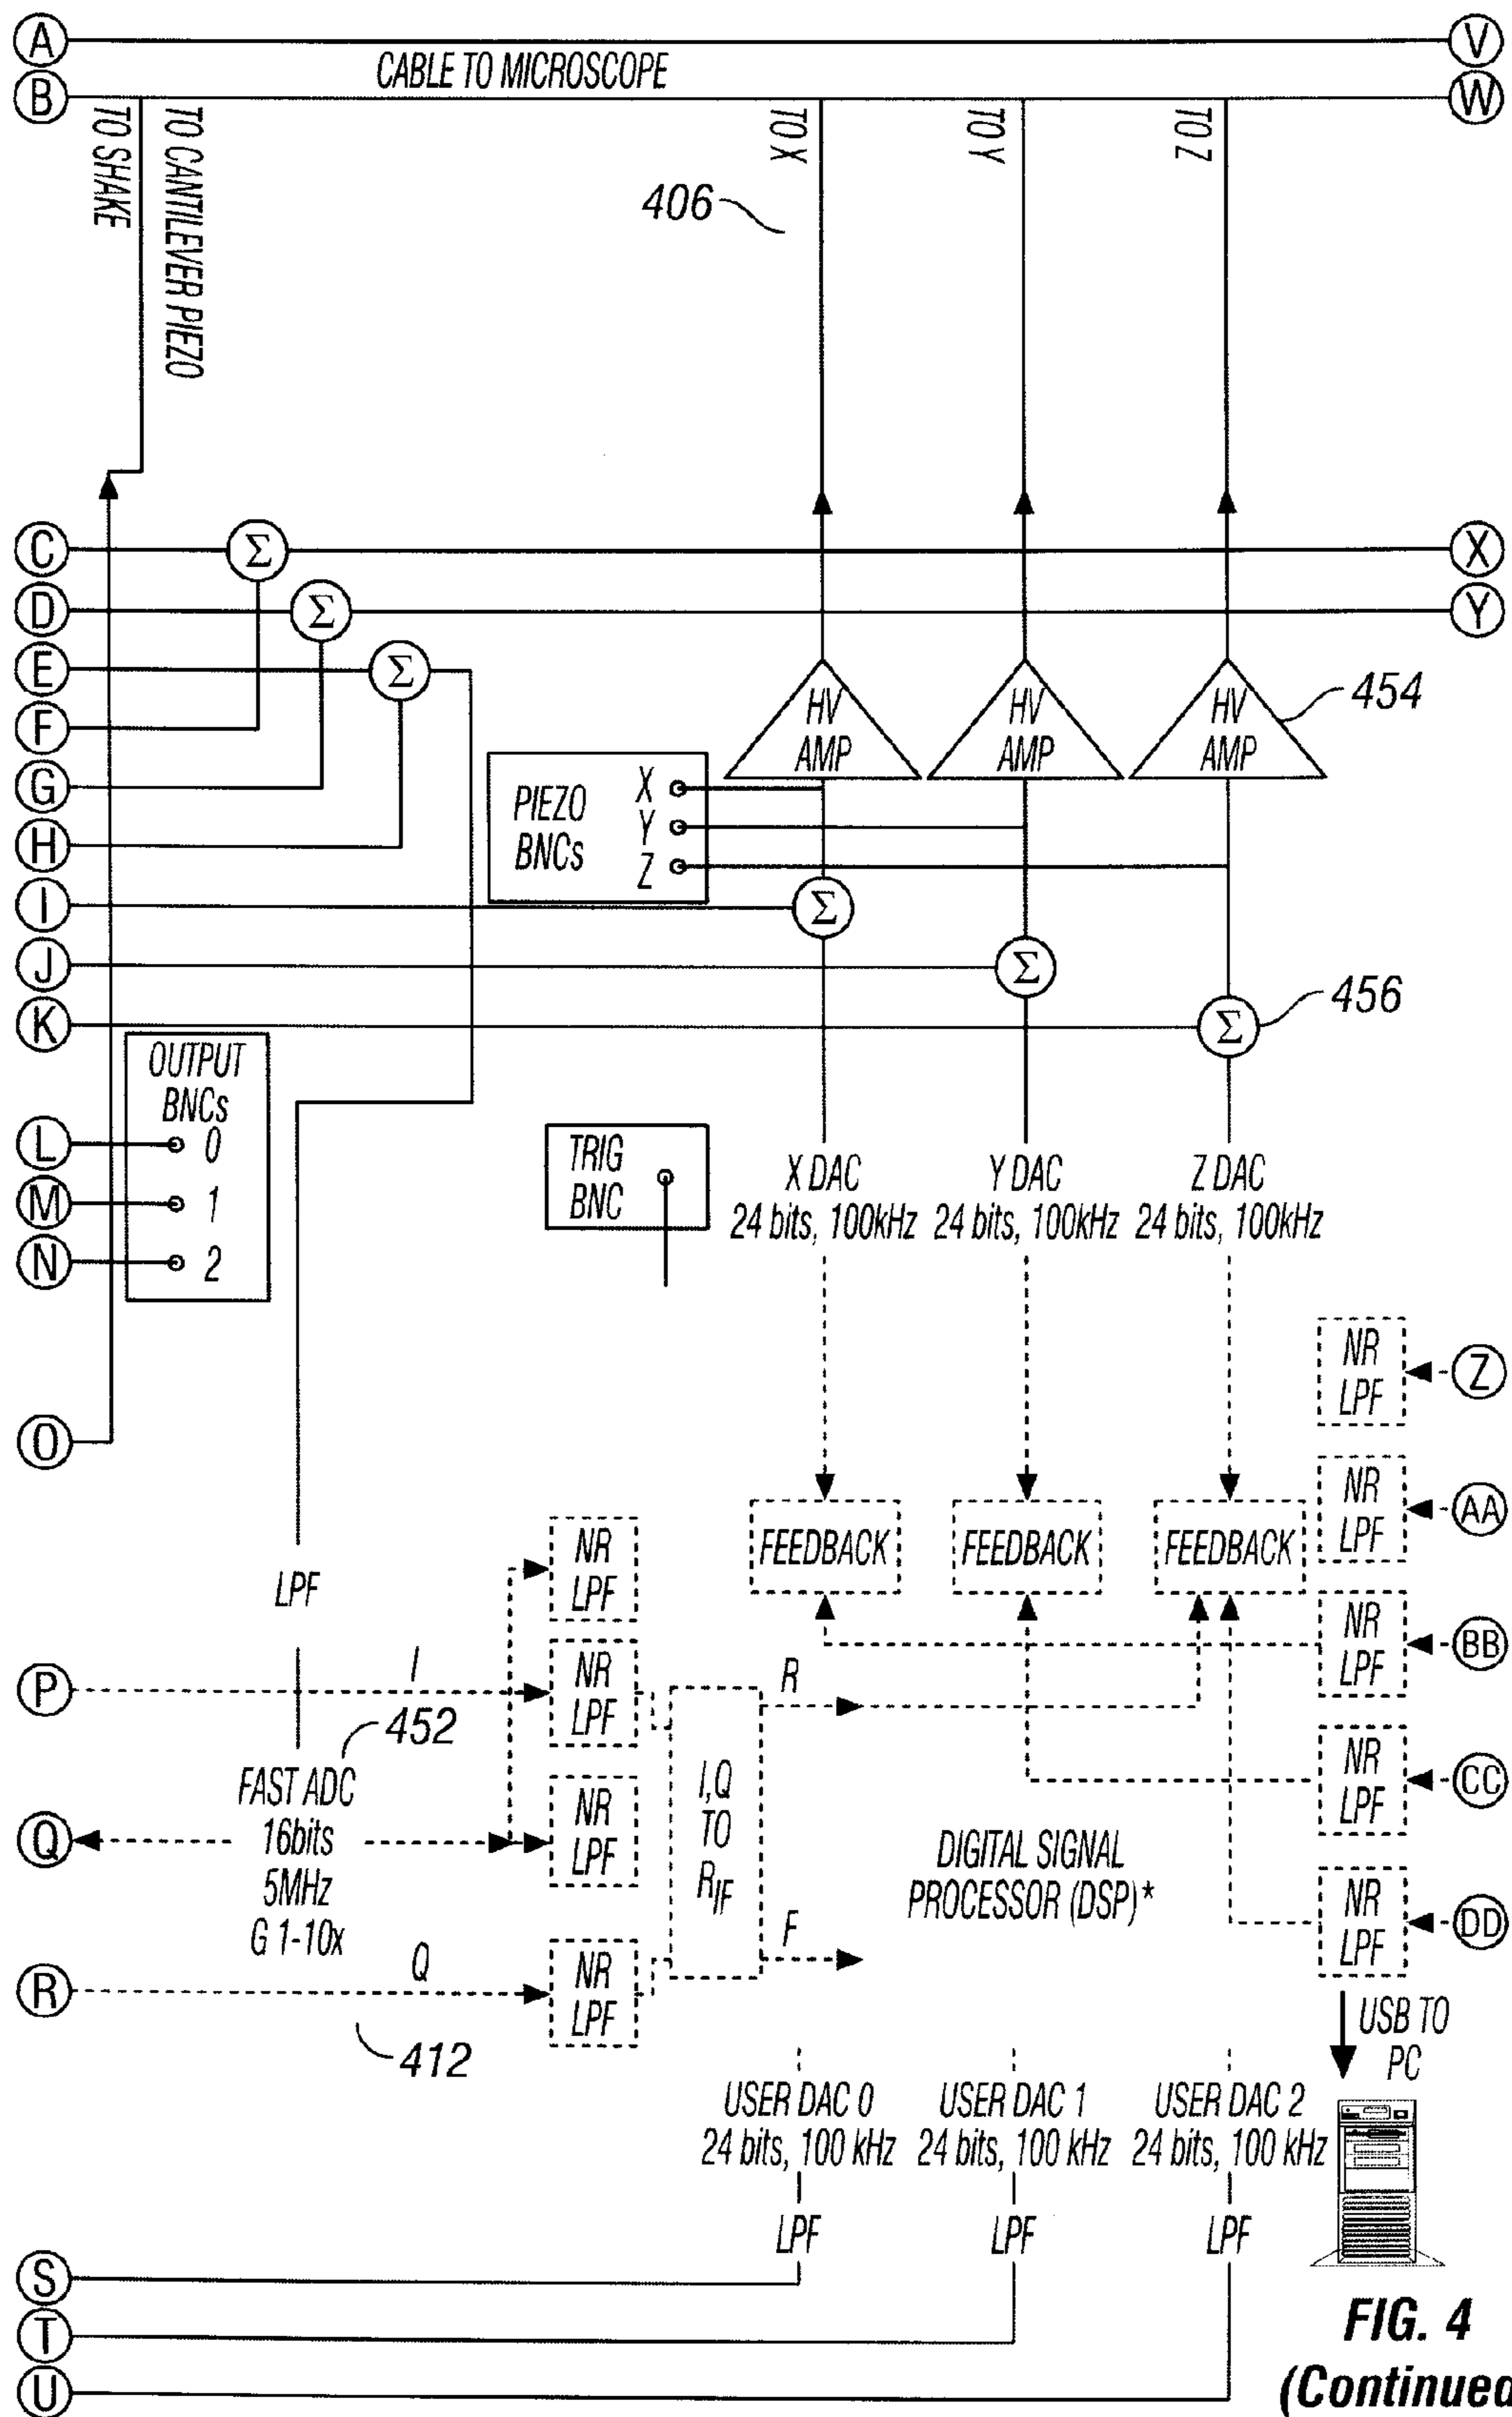 A
V
CABLE TO MICROSCOPE
B
W
TO SHAKE
TO CANTILEVER PIEZO
TO X
TO Y
TO Z
406
C
Σ
X
D
Σ
Y
E
Σ
F
G
H
HV
AMP
HV
AMP
HV
AMP
454
PIEZO
BNCs
X
Y
Z
I
Σ
J
Σ
K
Σ
456
OUTPUT
BNCs
L
0
M
1
N
2
TRIG
BNC
X DAC
24 bits, 100kHz
Y DAC
24 bits, 100kHz
Z DAC
24 bits, 100kHz
NR
LPF
Z
O
NR
LPF
AA
FEEDBACK
FEEDBACK
FEEDBACK
LPF
NR
LPF
NR
LPF
BB
P
I
NR
LPF
R
452
FAST ADC
16bits
5MHz
G 1-10x
Q
NR
LPF
I,Q
TO
RIF
NR
LPF
CC
DIGITAL SIGNAL
PROCESSOR (DSP)*
F
NR
LPF
DD
R
Q
NR
LPF
412
USB TO
PC
USER DAC 0
24 bits, 100 kHz
USER DAC 1
24 bits, 100 kHz
USER DAC 2
24 bits, 100 kHz
LPF
LPF
LPF
S
T
U
FIG. 4
(Continued